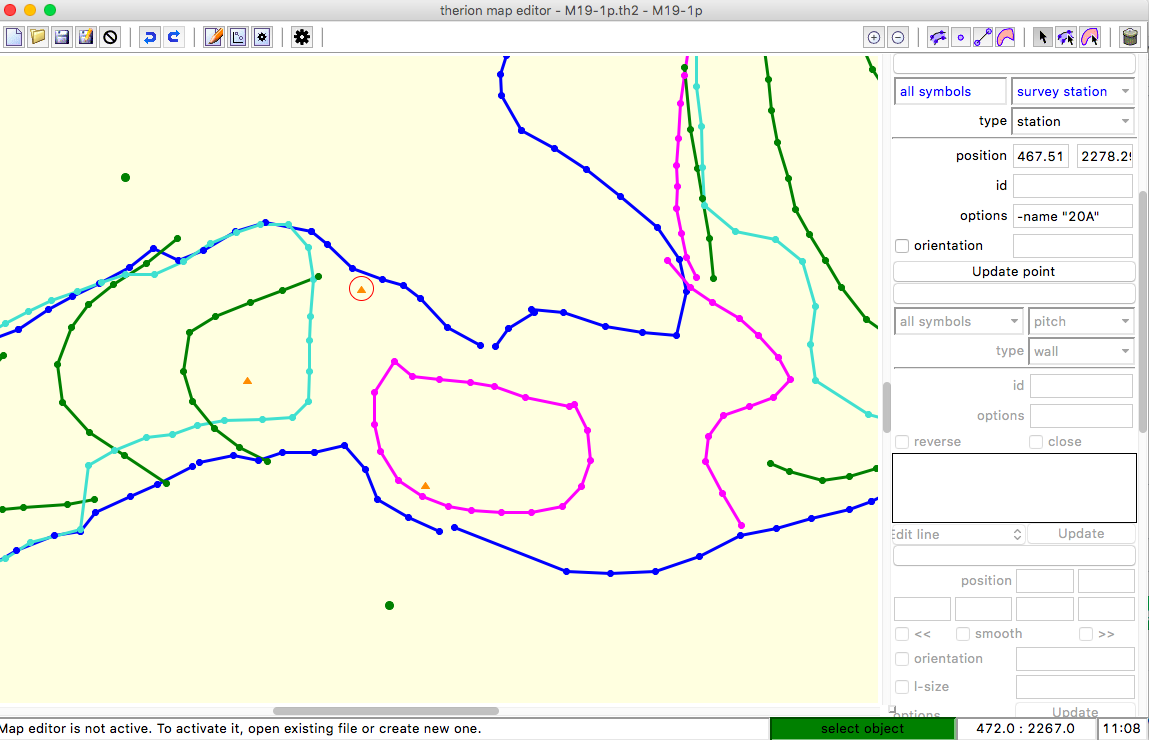 therion map editor - M19-1p.th2 - M19-1p
all symbols survey station
type station
position 467.51 2278.29
id
options -name "20A"
orientation
Update point
all symbols pitch
type wall
id
options
reverse close
Edit line Update
position
<< smooth >>
orientation
l-size
options Update
Map editor is not active. To activate it, open existing file or create new one. select object 472.0 : 2267.0 11:08